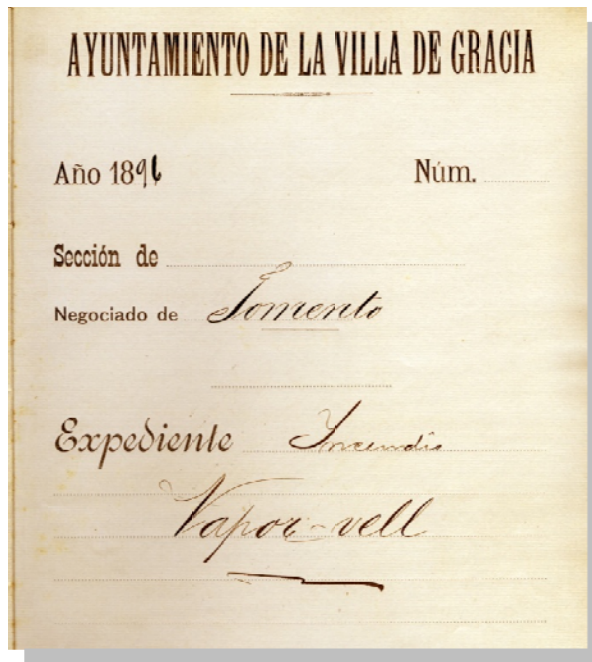 AYUNTAMIENTO DE LA VILLA DE GRACIA
Año 1896 Núm.
Sección de
Negociado de Fomento
Expediente Incendio
Vapor-vell